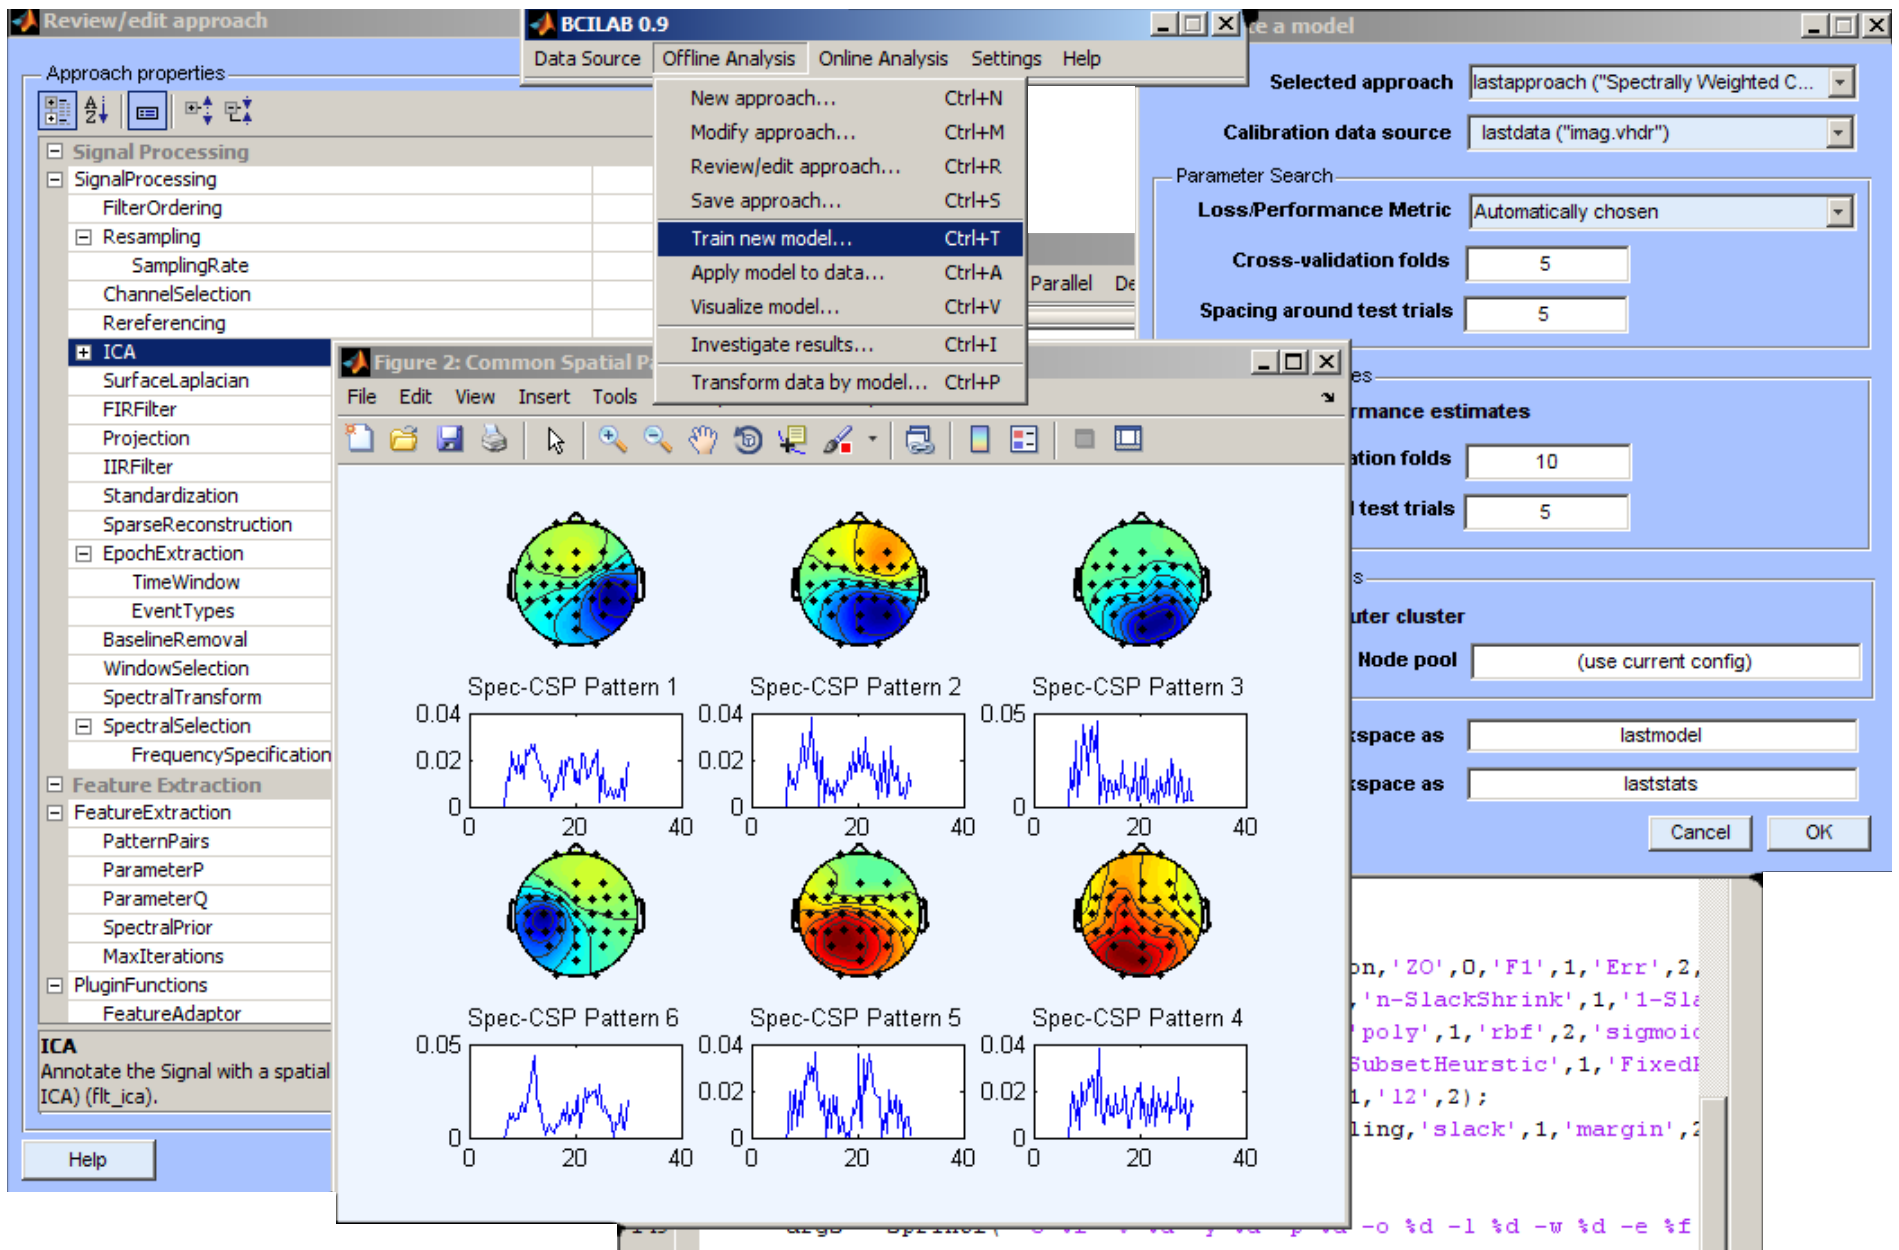 Review/edit approach
Approach properties
Signal Processing
SignalProcessing
FilterOrdering
Resampling
SamplingRate
ChannelSelection
Rereferencing
ICA
SurfaceLaplacian
FIRFilter
Projection
IIRFilter
Standardization
SparseReconstruction
EpochExtraction
TimeWindow
EventTypes
BaselineRemoval
WindowSelection
SpectralTransform
SpectralSelection
FrequencySpecification
Feature Extraction
FeatureExtraction
PatternPairs
ParameterP
ParameterQ
SpectralPrior
MaxIterations
PluginFunctions
FeatureAdaptor
ICA
Annotate the Signal with a spatial
ICA) (flt_ica).
Help
BCILAB 0.9
Data Source Offline Analysis Online Analysis Settings Help
New approach... Ctrl+N
Modify approach... Ctrl+M
Review/edit approach... Ctrl+R
Save approach... Ctrl+S
Train new model... Ctrl+T
Apply model to data... Ctrl+A
Visualize model... Ctrl+V
Investigate results... Ctrl+I
Transform data by model... Ctrl+P
Parallel De
Figure 2: Common Spatial Pa
File Edit View Insert Tools
Spec-CSP Pattern 1 Spec-CSP Pattern 2 Spec-CSP Pattern 3
0.04 0.04 0.05
0.02 0.02
0 0 0
0 20 40 0 20 40 0 20 40
Spec-CSP Pattern 6 Spec-CSP Pattern 5 Spec-CSP Pattern 4
0.05 0.04 0.04
0.02 0.02
0 0 0
0 20 40 0 20 40 0 20 40
te a model
Selected approach lastapproach ("Spectrally Weighted C...
Calibration data source lastdata ("imag.vhdr")
Parameter Search
Loss/Performance Metric Automatically chosen
Cross-validation folds 5
Spacing around test trials 5
es
rmance estimates
ation folds 10
test trials 5
s
uter cluster
Node pool (use current config)
kspace as lastmodel
kspace as laststats
Cancel OK
on,'ZO',0,'F1',1,'Err',2,
,'n-SlackShrink',1,'1-Sla
'poly',1,'rbf',2,'sigmoid
SubsetHeurstic',1,'FixedP
1,'l2',2);
ling,'slack',1,'margin',2
-o %d -l %d -w %d -e %f